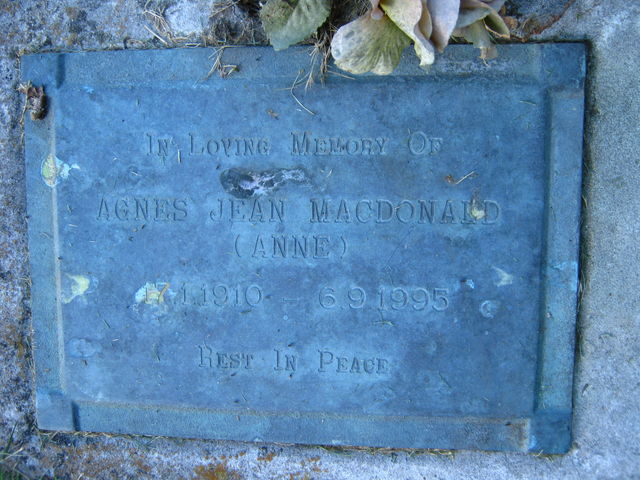 In Loving Memory Of
AGNES JEAN MACDONALD
(ANNE)
17.1.1910 – 6.9.1995
Rest In Peace